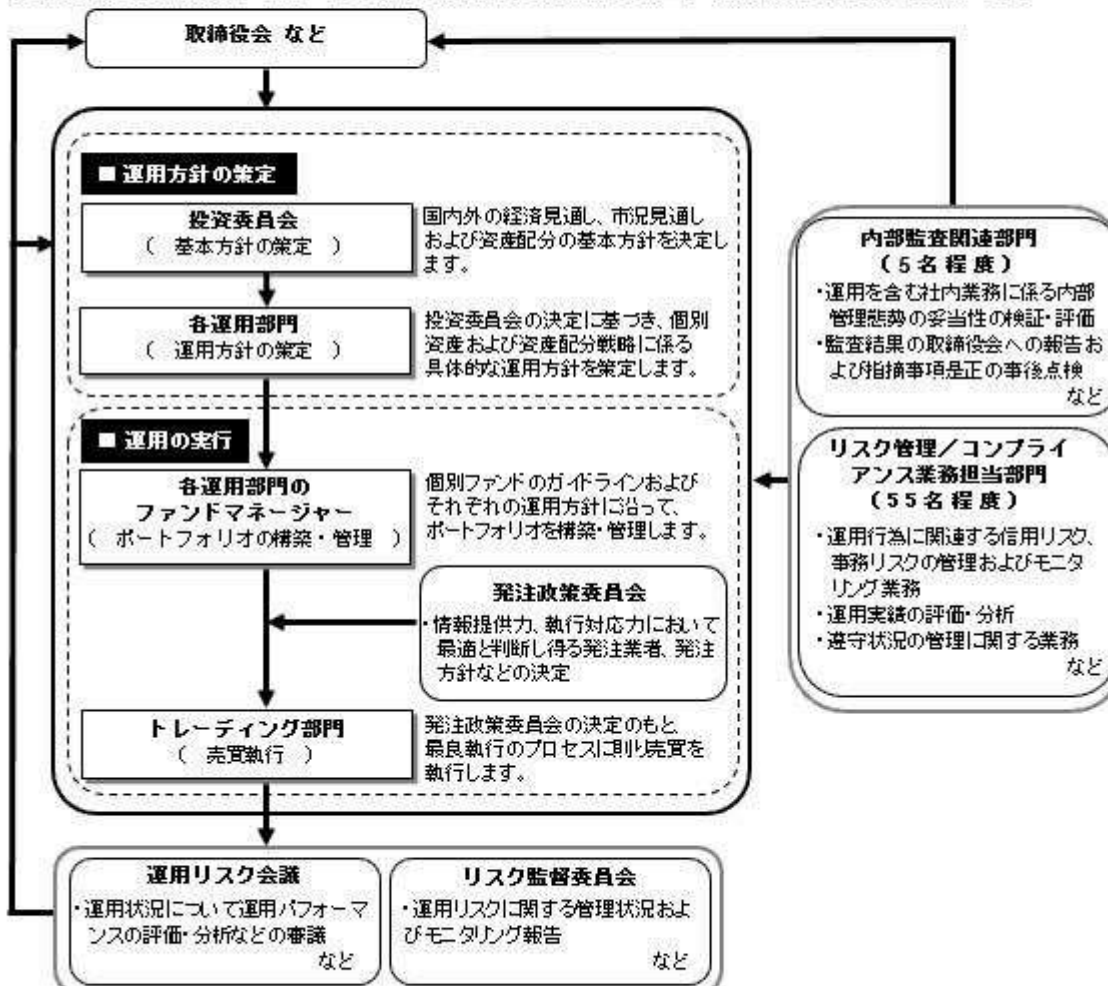 取締役会 など
■ 運用方針の策定
投資委員会
( 基本方針の策定 )
国内外の経済見通し、市況見通し
および資産配分の基本方針を決定し
ます。
各運用部門
( 運用方針の策定 )
投資委員会の決定に基づき、個別
資産および資産配分戦略に係る
具体的な運用方針を策定します。
■ 運用の実行
各運用部門の
ファンドマネージャー
( ポートフォリオの構築・管理 )
個別ファンドのガイドラインおよび
それぞれの運用方針に沿って、
ポートフォリオを構築・管理します。
発注政策委員会
・情報提供力、執行対応力において
最適と判断し得る発注業者、発注
方針などの決定
トレーディング部門
( 売買執行 )
発注政策委員会の決定のもと、
最良執行のプロセスに則り売買を
執行します。
内部監査関連部門
(5名程度)
・運用を含む社内業務に係る内部
管理態勢の妥当性の検証・評価
・監査結果の取締役会への報告お
よび指摘事項是正の事後点検
など
リスク管理/コンプライ
アンス業務担当部門
(55名程度)
・運用行為に関連する信用リスク、
事務リスクの管理およびモニタ
リング業務
・運用実績の評価・分析
・遵守状況の管理に関する業務
など
運用リスク会議
・運用状況について運用パフォーマ
ンスの評価・分析などの審議
など
リスク監督委員会
・運用リスクに関する管理状況およ
びモニタリング報告
など